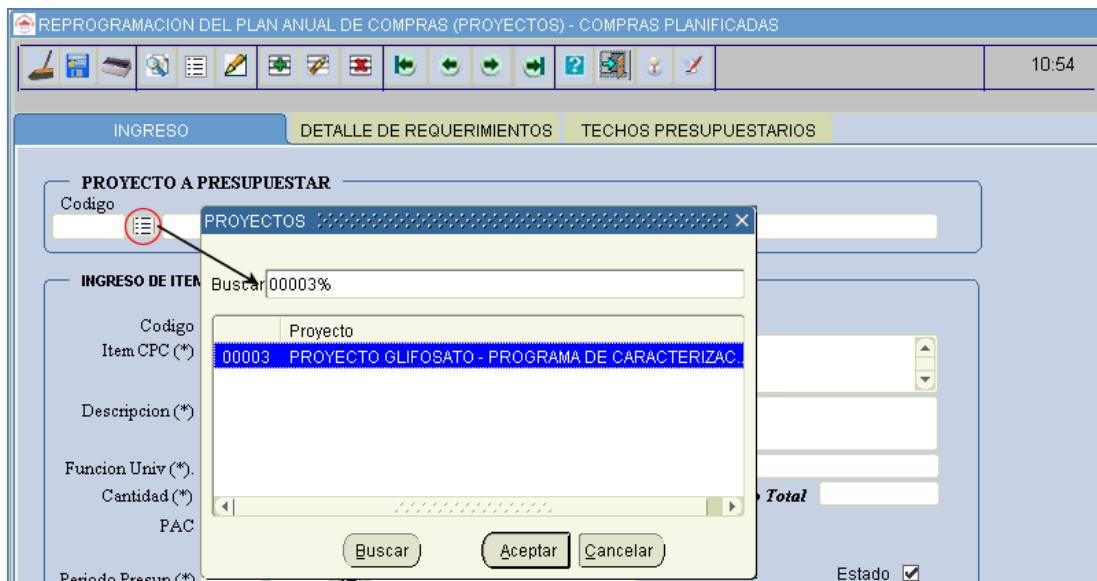 REPROGRAMACION DEL PLAN ANUAL DE COMPRAS (PROYECTOS) - COMPRAS PLANIFICADAS
10:54
INGRESO
DETALLE DE REQUERIMIENTOS
TECHOS PRESUPUESTARIOS
PROYECTO A PRESUPUESTAR
Codigo
PROYECTOS
INGRESO DE ITEM
Buscar 00003%
Codigo
Proyecto
Item CPC (*)
00003 PROYECTO GLIFOSATO - PROGRAMA DE CARACTERIZAC...
Descripcion (*)
Funcion Univ (*).
Cantidad (*)
Total
PAC
Buscar
Aceptar
Cancelar
Periodo Presup (*)
Estado